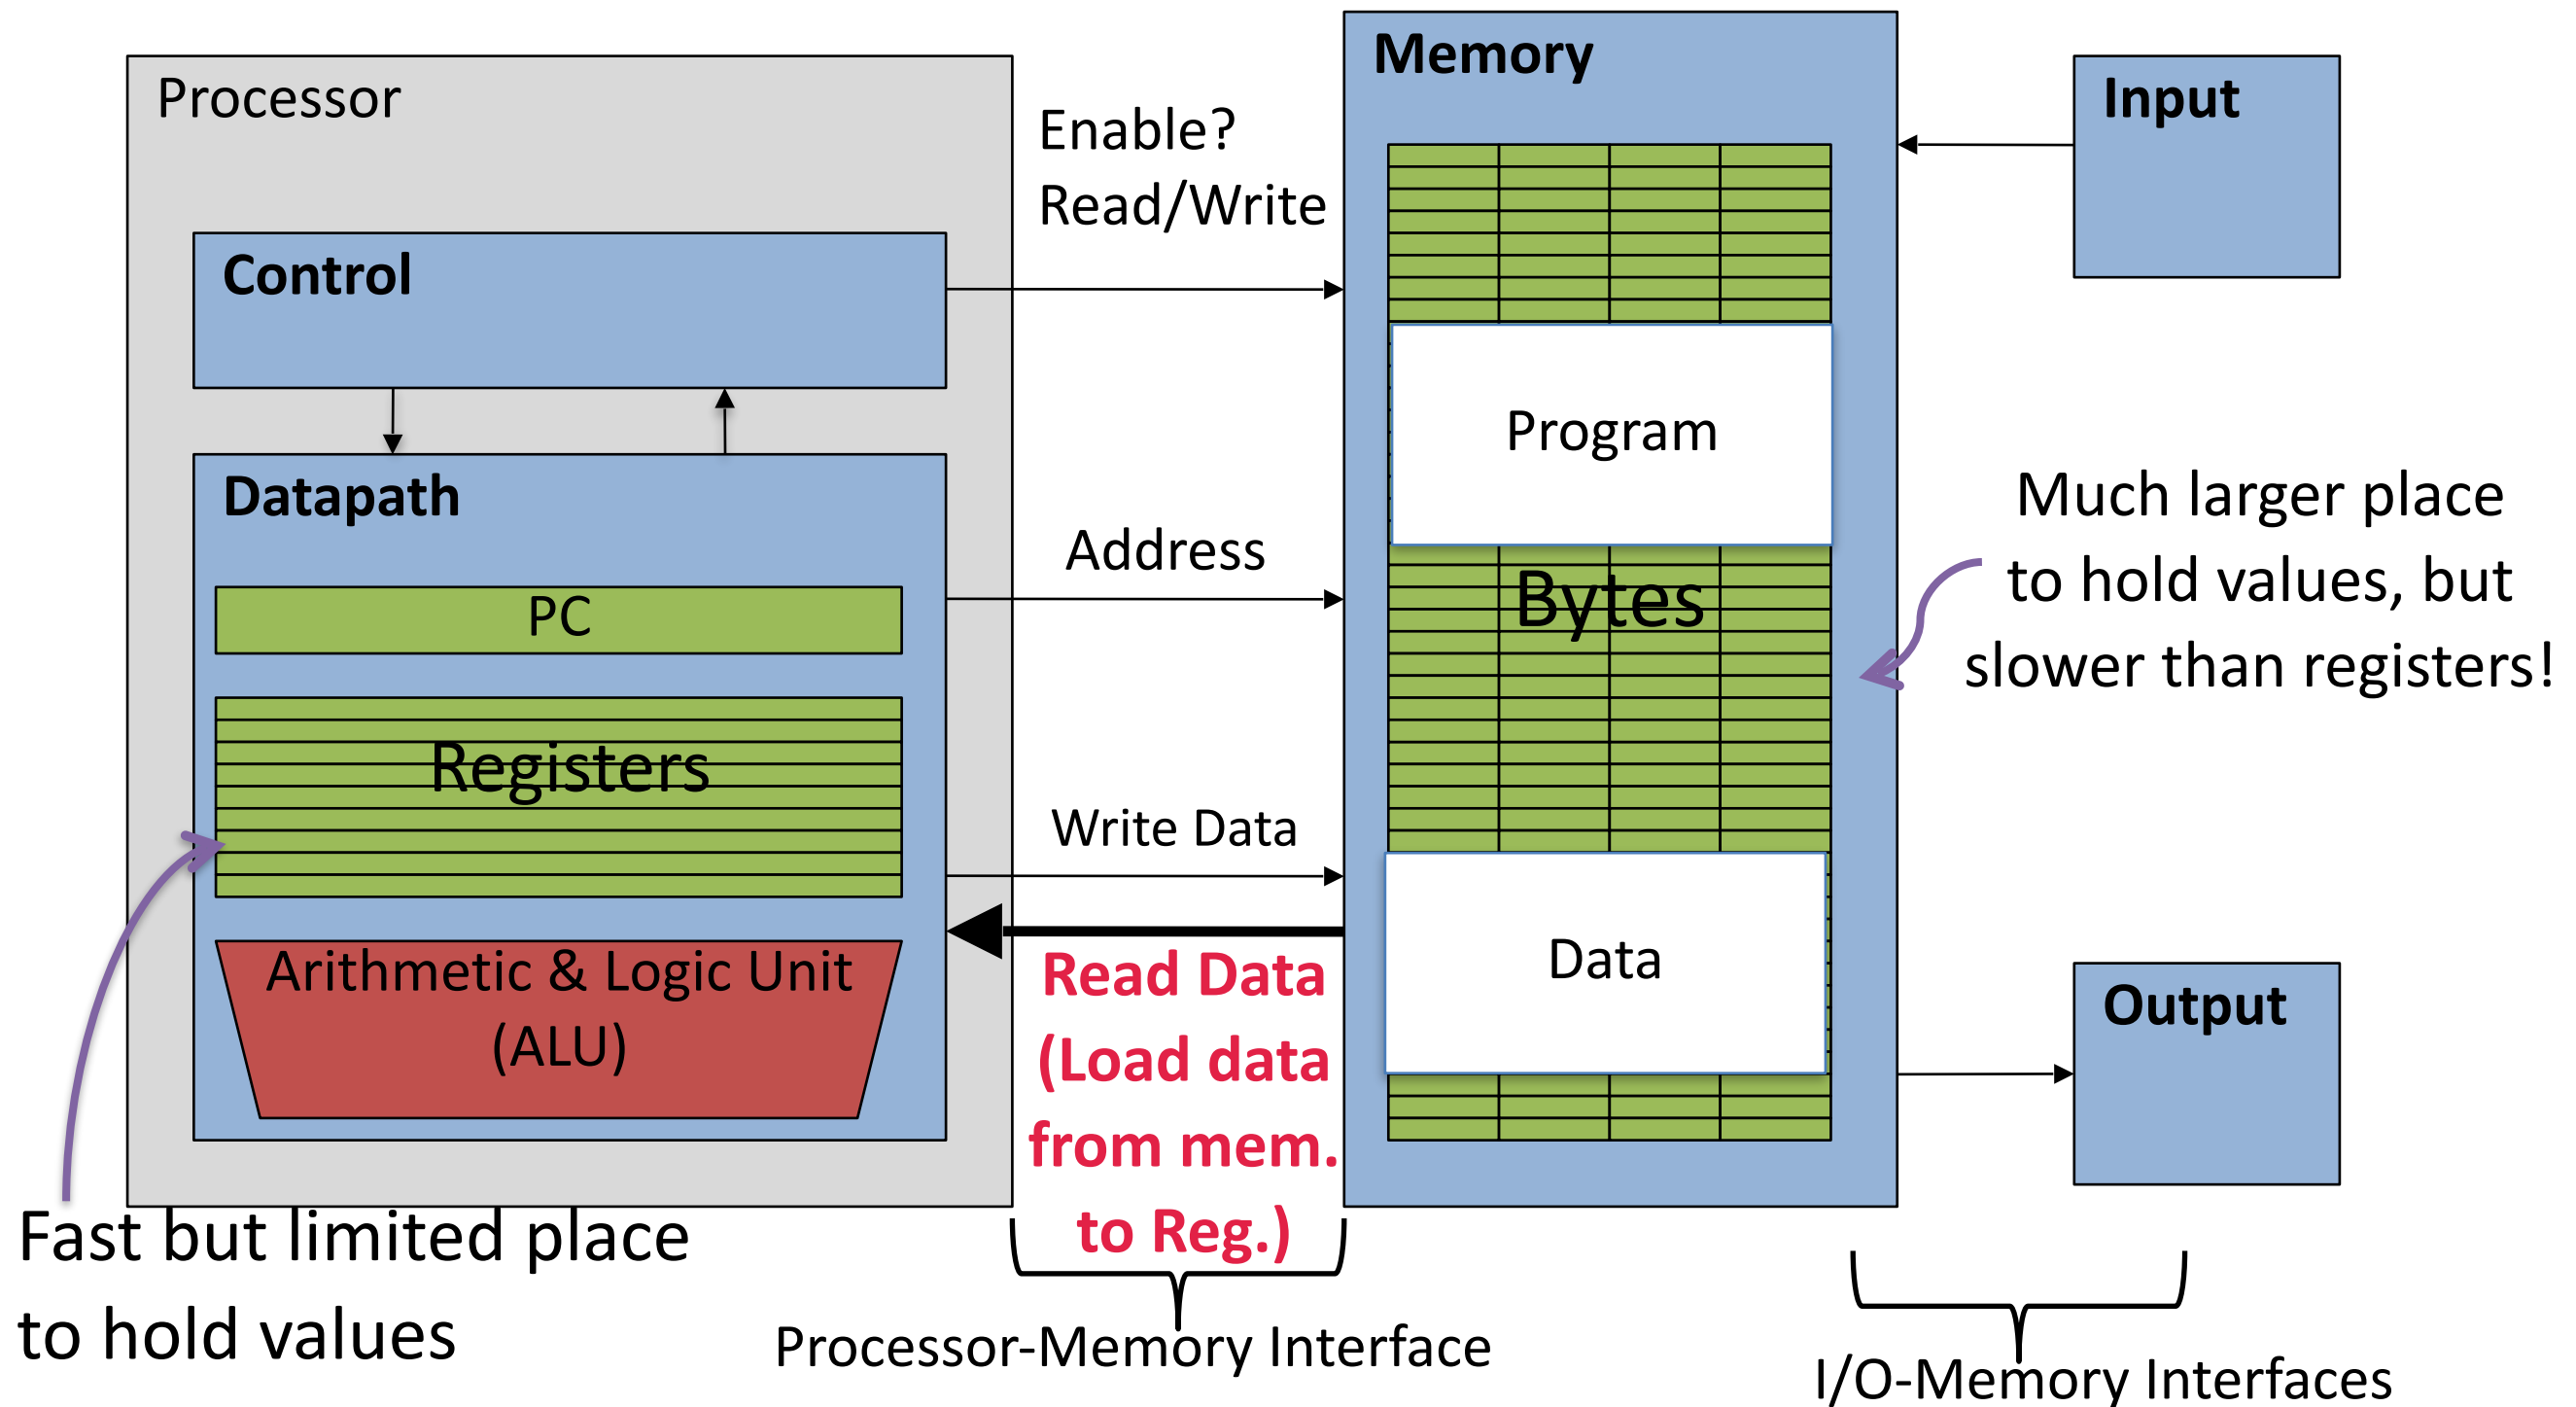 Processor
Control
Datapath
PC
Registers
Arithmetic & Logic Unit
(ALU)
Fast but limited place
to hold values
Enable?
Read/Write
Address
Write Data
Read Data
(Load data
from mem.
to Reg.)
Processor-Memory Interface
Memory
Program
Bytes
Data
Input
Much larger place
to hold values, but
slower than registers!
Output
I/O-Memory Interfaces